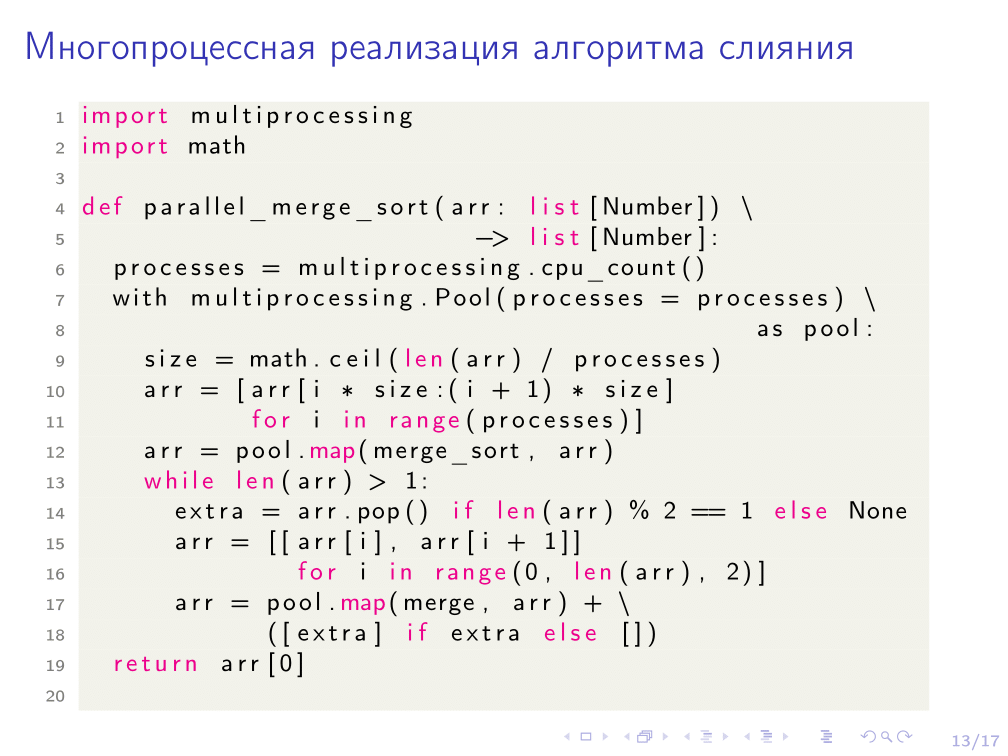 Многопроцессная реализация алгоритма слияния
1 import multiprocessing
2 import math
3
4 def parallel_merge_sort(arr: list[Number]) \
5 -> list[Number]:
6 processes = multiprocessing.cpu_count()
7 with multiprocessing.Pool(processes = processes) \
8 as pool:
9 size = math.ceil(len(arr) / processes)
10 arr = [arr[i * size:(i + 1) * size]
11 for i in range(processes)]
12 arr = pool.map(merge_sort, arr)
13 while len(arr) > 1:
14 extra = arr.pop() if len(arr) % 2 == 1 else None
15 arr = [[arr[i], arr[i + 1]]
16 for i in range(0, len(arr), 2)]
17 arr = pool.map(merge, arr) + \
18 ([extra] if extra else [])
19 return arr[0]
20
13/17